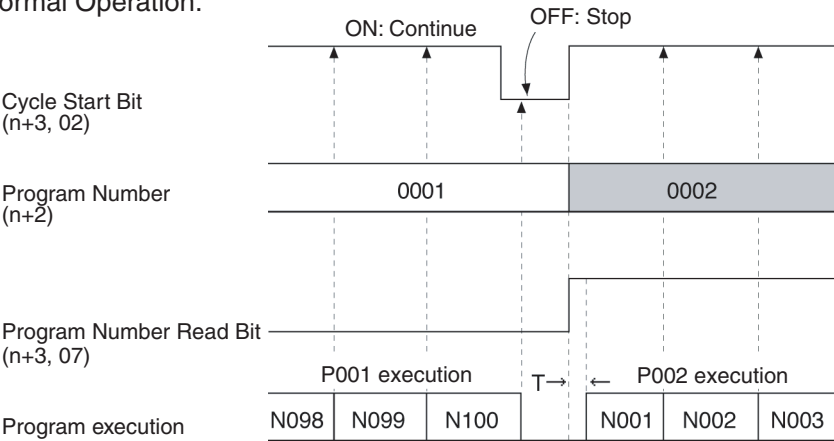 ormal Operation.
ON: Continue
OFF: Stop
Cycle Start Bit
(n+3, 02)
Program Number
(n+2)
0001
0002
Program Number Read Bit
(n+3, 07)
P001 execution
T→
←
P002 execution
Program execution
N098
N099
N100
N001
N002
N003